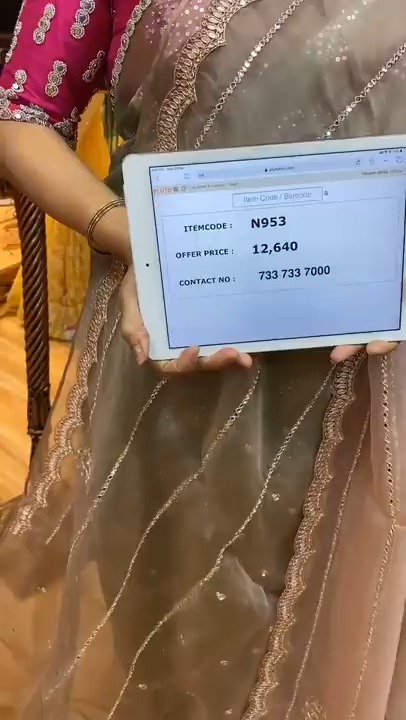 Item Code / Barcode
ITEMCODE : N953
OFFER PRICE : 12,640
CONTACT NO : 733 733 7000